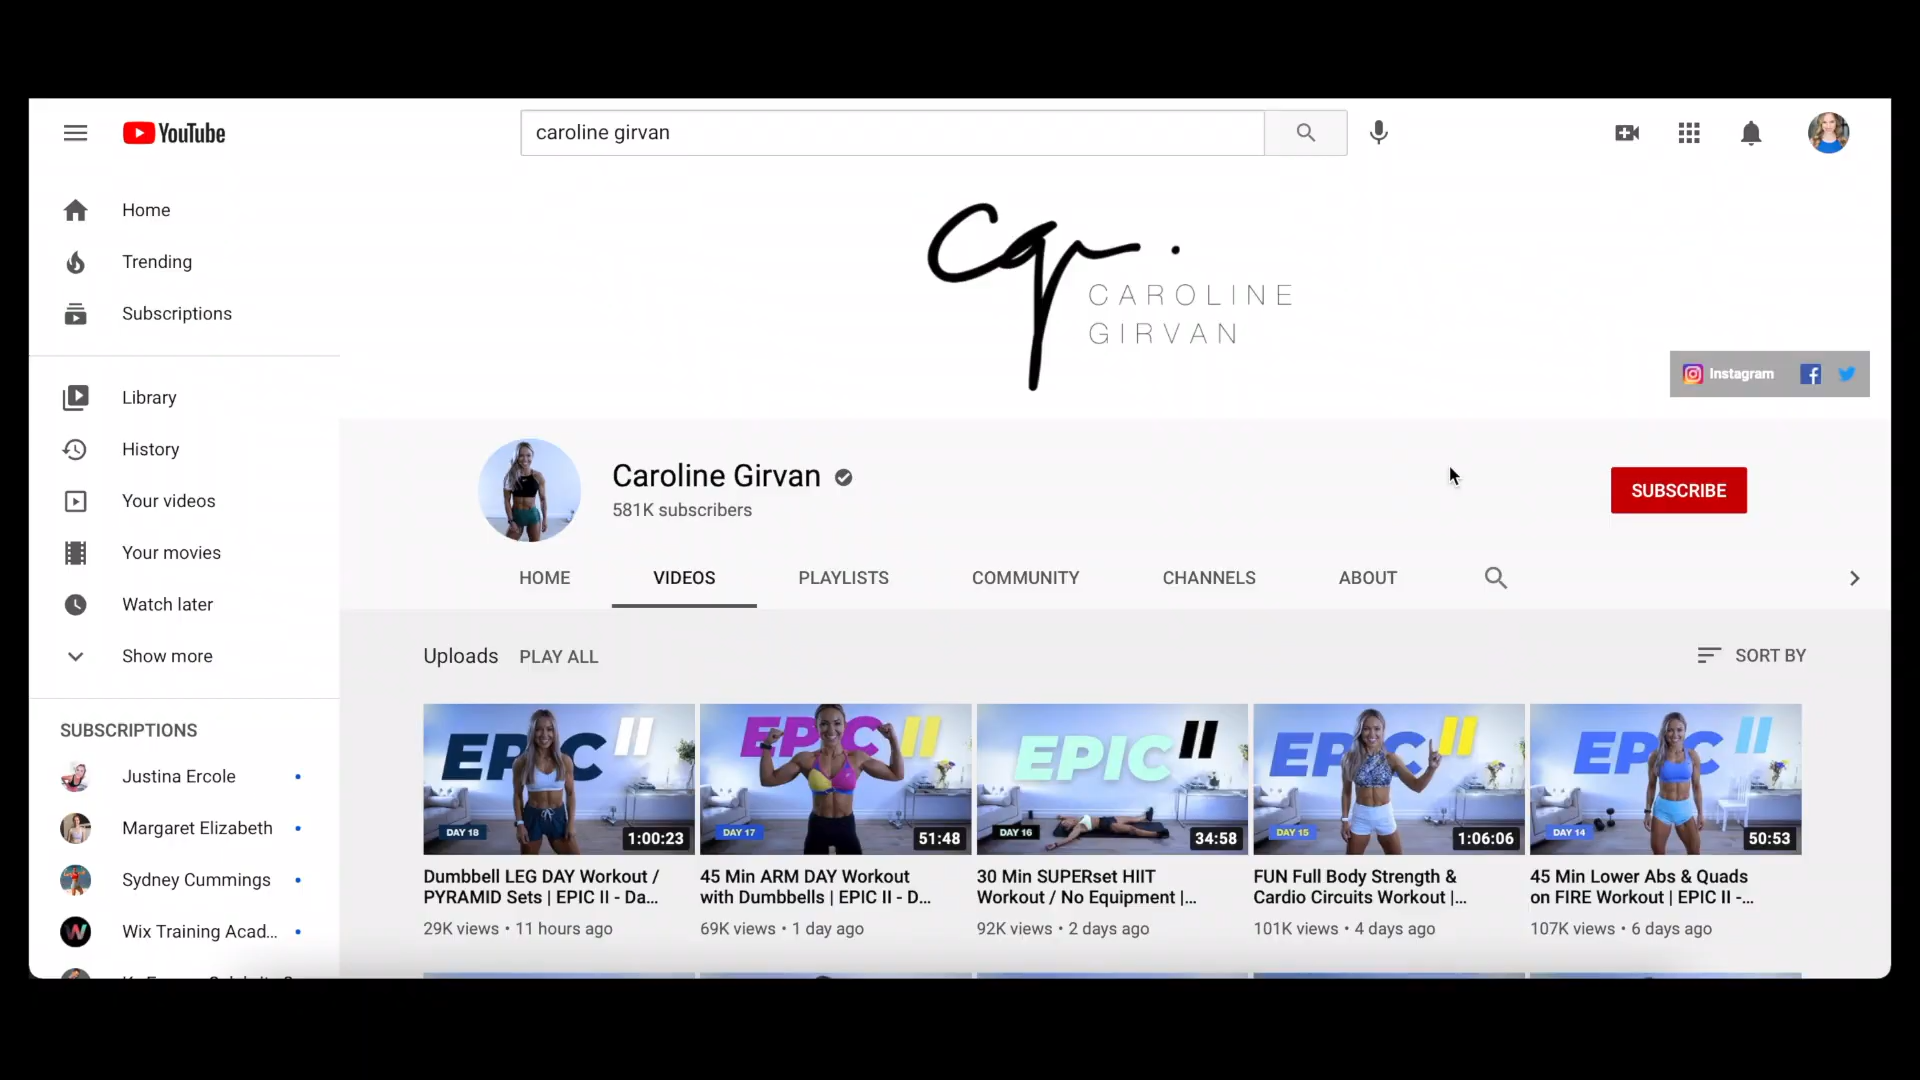 YouTube
caroline girvan
Home
Trending
Subscriptions
Library
History
Your videos
Your movies
Watch later
Show more
SUBSCRIPTIONS
Justina Ercole
Margaret Elizabeth
Sydney Cummings
Wix Training Acad...
cg.
CAROLINE
GIRVAN
Instagram
Caroline Girvan
581K subscribers
SUBSCRIBE
HOME VIDEOS PLAYLISTS COMMUNITY CHANNELS ABOUT
Uploads PLAY ALL
SORT BY
EPIC II
DAY 18
1:00:23
Dumbbell LEG DAY Workout /
PYRAMID Sets | EPIC II - Da...
29K views • 11 hours ago
EPIC II
DAY 17
51:48
45 Min ARM DAY Workout
with Dumbbells | EPIC II - D...
69K views • 1 day ago
EPIC II
DAY 16
34:58
30 Min SUPERset HIIT
Workout / No Equipment |...
92K views • 2 days ago
EPIC II
DAY 15
1:06:06
FUN Full Body Strength &
Cardio Circuits Workout |...
101K views • 4 days ago
EPIC II
DAY 14
50:53
45 Min Lower Abs & Quads
on FIRE Workout | EPIC II -...
107K views • 6 days ago